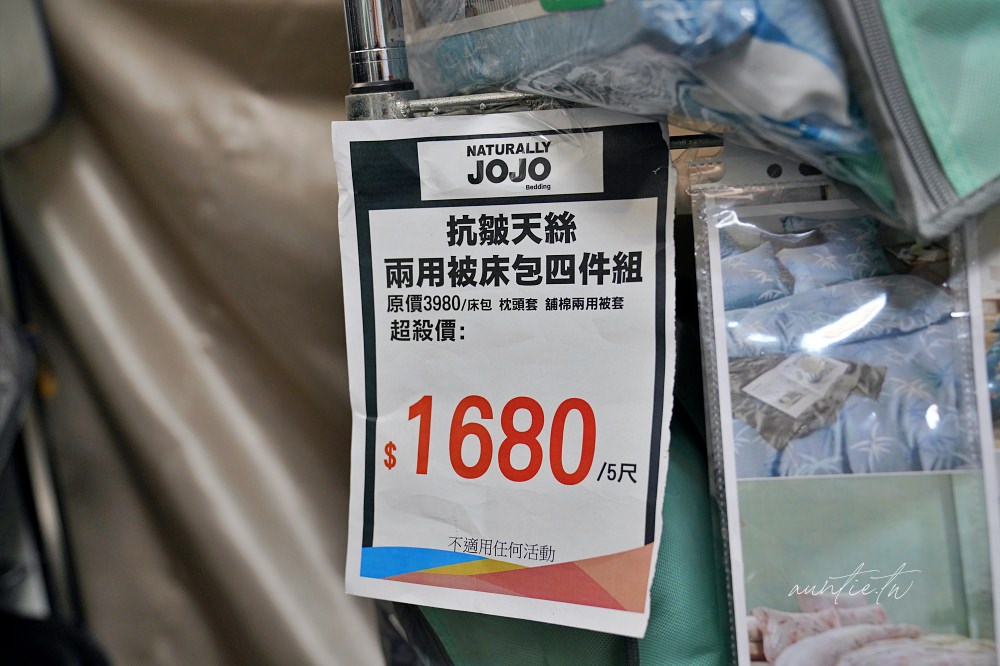 NATURALLY
JOJO
Bedding
抗皺天絲
兩用被床包四件組
原價3980/床包 枕頭套 舖棉兩用被套
超殺價:
$1680/5尺
不適用任何活動
auntie.tw